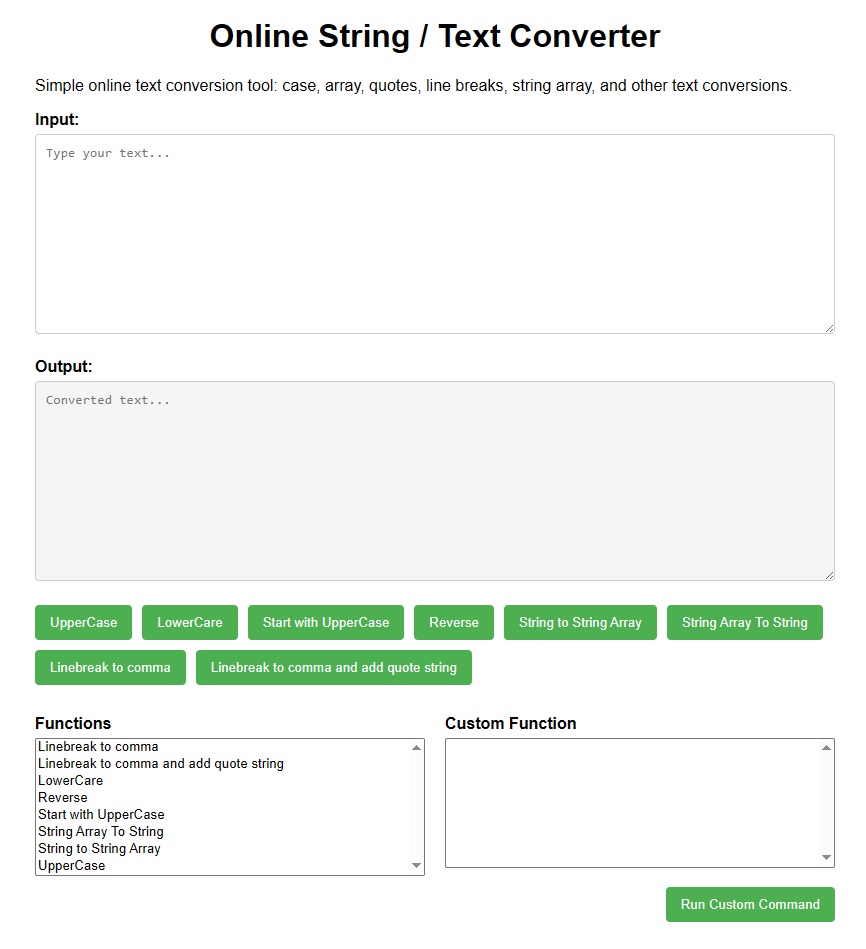 Online String / Text Converter
Simple online text conversion tool: case, array, quotes, line breaks, string array, and other text conversions.
Input:
Type your text...
Output:
Converted text...
UpperCase LowerCare Start with UpperCase Reverse String to String Array String Array To String
Linebreak to comma Linebreak to comma and add quote string
Functions Custom Function
Linebreak to comma
Linebreak to comma and add quote string
LowerCare
Reverse
Start with UpperCase
String Array To String
String to String Array
UpperCase
Run Custom Command